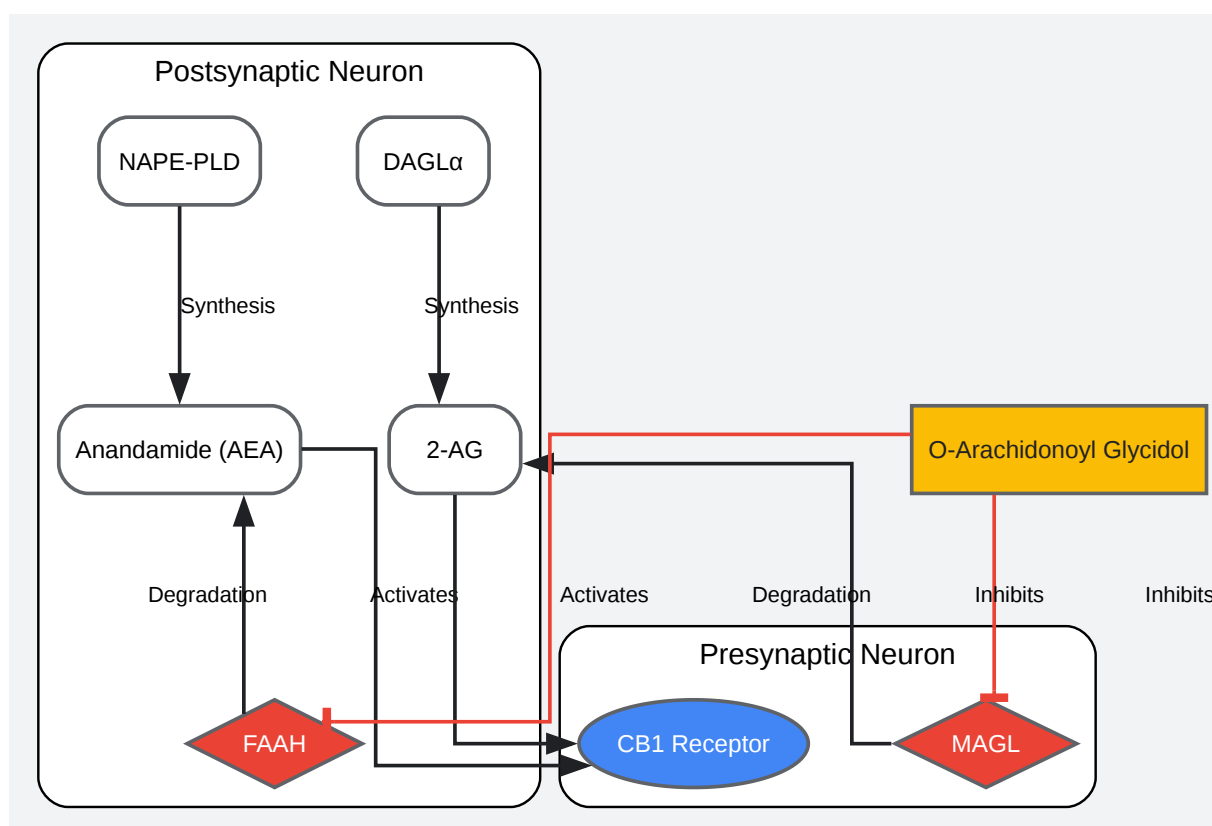 Postsynaptic Neuron
NAPE-PLD
DAGLα
Synthesis
Synthesis
Anandamide (AEA)
2-AG
O-Arachidonoyl Glycidol
Degradation
Activates
Activates
Degradation
Inhibits
Inhibits
Presynaptic Neuron
FAAH
CB1 Receptor
MAGL